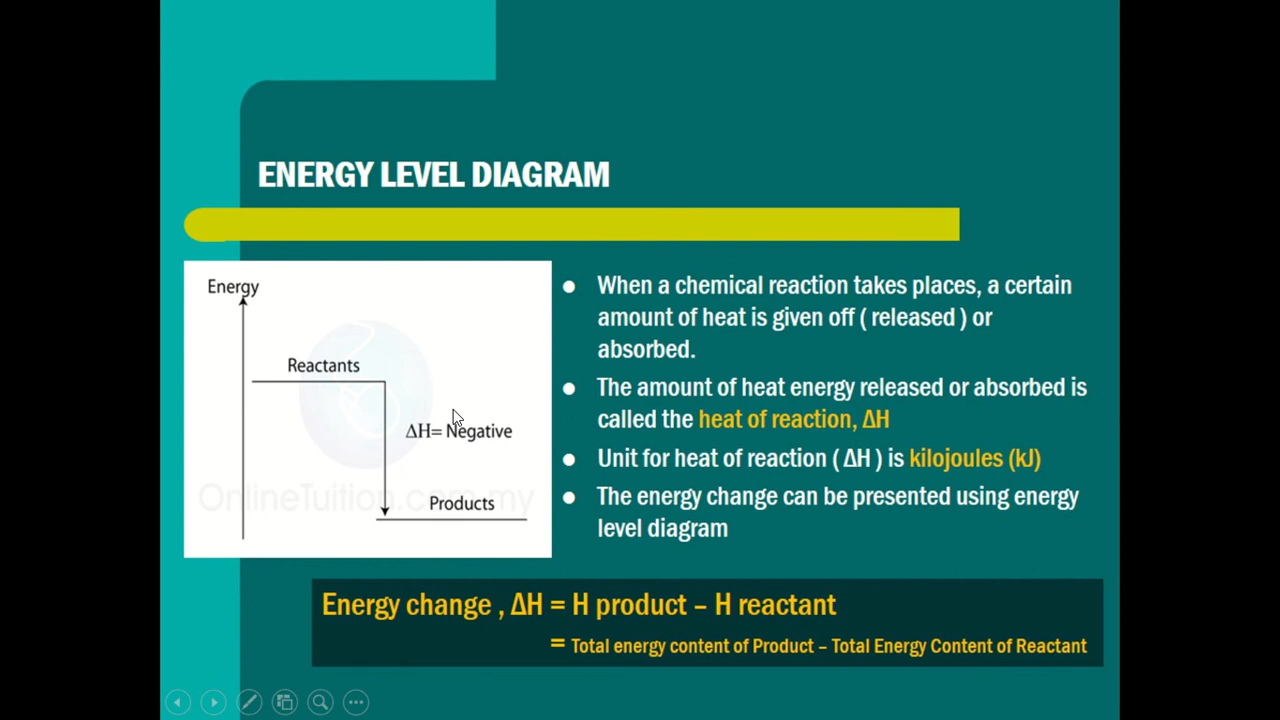 ENERGY LEVEL DIAGRAM
Energy
Reactants
ΔH= Negative
Products
OnlineTuition.com.my
● When a chemical reaction takes places, a certain
amount of heat is given off ( released ) or
absorbed.
● The amount of heat energy released or absorbed is
called the heat of reaction, ΔH
● Unit for heat of reaction ( ΔH ) is kilojoules (kJ)
● The energy change can be presented using energy
level diagram
Energy change , ΔH = H product – H reactant
= Total energy content of Product – Total Energy Content of Reactant